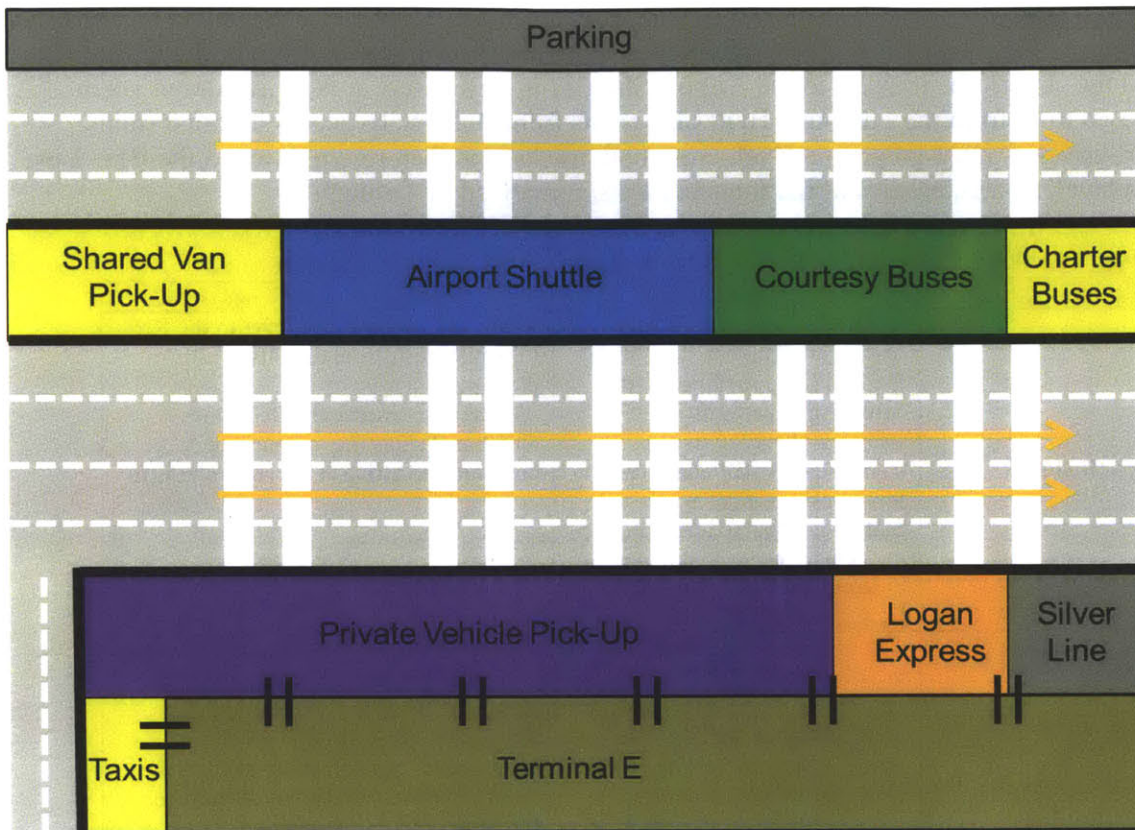 Parking
Shared Van
Pick-Up
Airport Shuttle
Courtesy Buses
Charter
Buses
Private Vehicle Pick-Up
Logan
Express
Silver
Line
Taxis
Terminal E